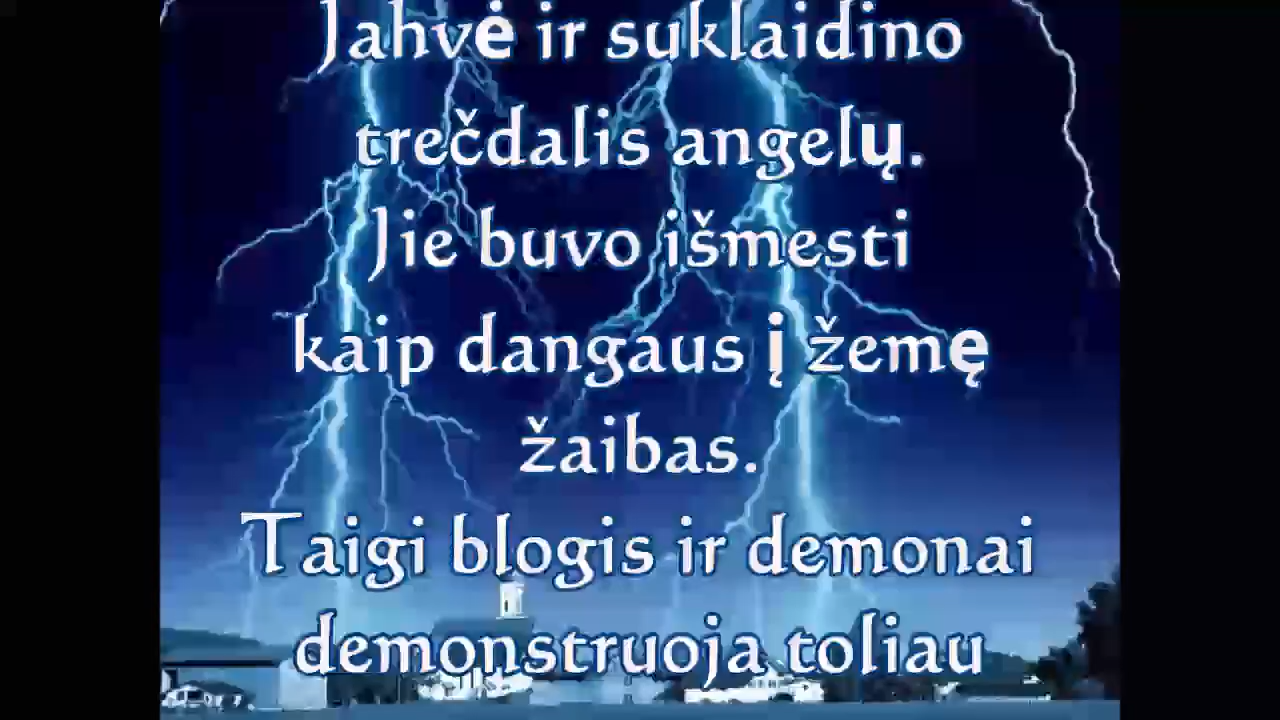 Jahvė ir suklaidino
trečdalis angelų.
Jie buvo išmesti
kaip dangaus į žemę
žaibas.
Taigi blogis ir demonai
demonstruoja toliau